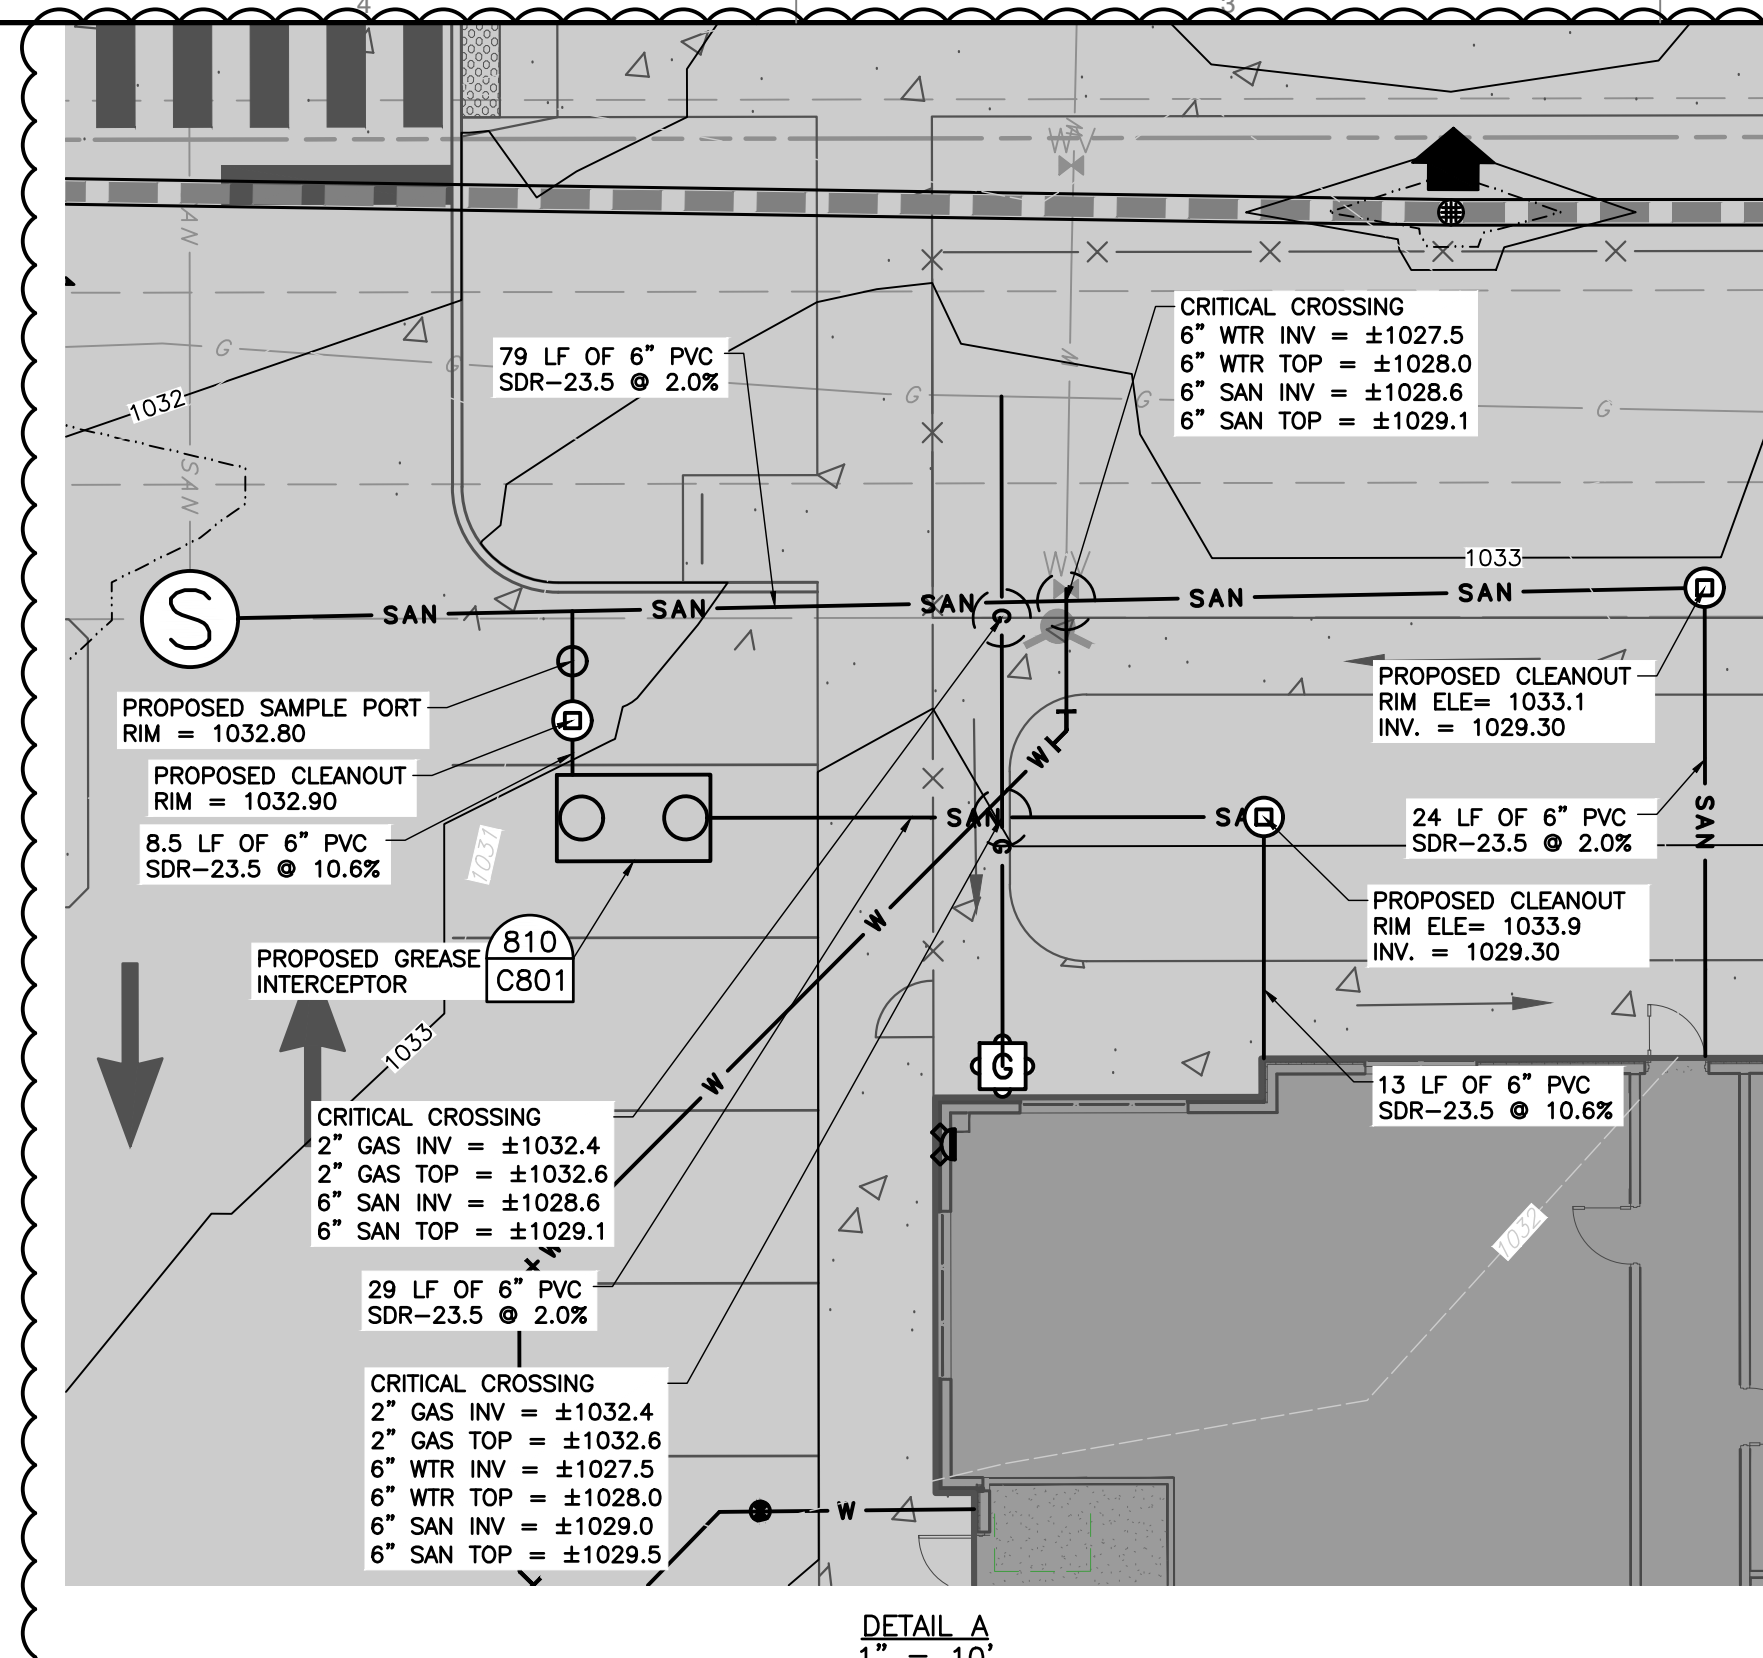 4
3
WV
79 LF OF 6" PVC
SDR-23.5 @ 2.0%
CRITICAL CROSSING
6" WTR INV = ±1027.5
6" WTR TOP = ±1028.0
6" SAN INV = ±1028.6
6" SAN TOP = ±1029.1
G
G
G
G
G
1032
SAN
1033
WV
S
SAN
SAN
SAN
SAN
SAN
G
PROPOSED SAMPLE PORT
RIM = 1032.80
PROPOSED CLEANOUT
RIM ELE= 1033.1
INV. = 1029.30
PROPOSED CLEANOUT
RIM = 1032.90
W
8.5 LF OF 6" PVC
SDR-23.5 @ 10.6%
SAN
SA
24 LF OF 6" PVC
SDR-23.5 @ 2.0%
SAN
1031
G
W
PROPOSED CLEANOUT
RIM ELE= 1033.9
INV. = 1029.30
PROPOSED GREASE
INTERCEPTOR
810
C801
1033
W
G
13 LF OF 6" PVC
SDR-23.5 @ 10.6%
CRITICAL CROSSING
2" GAS INV = ±1032.4
2" GAS TOP = ±1032.6
6" SAN INV = ±1028.6
6" SAN TOP = ±1029.1
1032
W
29 LF OF 6" PVC
SDR-23.5 @ 2.0%
CRITICAL CROSSING
2" GAS INV = ±1032.4
2" GAS TOP = ±1032.6
6" WTR INV = ±1027.5
6" WTR TOP = ±1028.0
6" SAN INV = ±1029.0
6" SAN TOP = ±1029.5
W
DETAIL A
1" = 10'